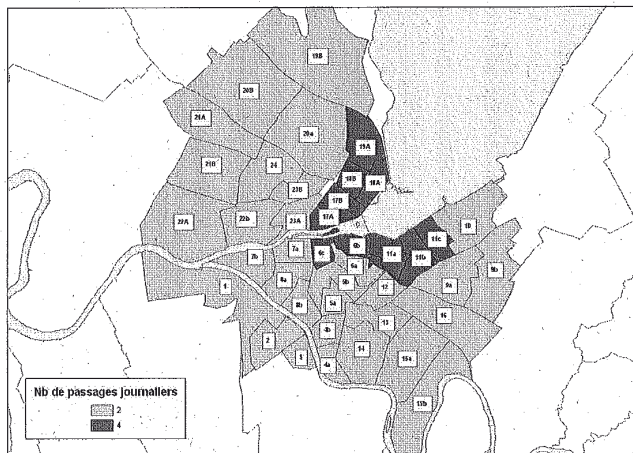 19B
20B
21A
20a
19A
21B
24
18B
18A
20B
17B
22A
22b
23A
17A
10
11c
7a
6c
6b
11a
11b
7b
6a
9b
1
8a
5b
12
9a
8b
5a
16
13
4b
2
14
15a
3
4a
15b
Nb de passages journaliers
2
4